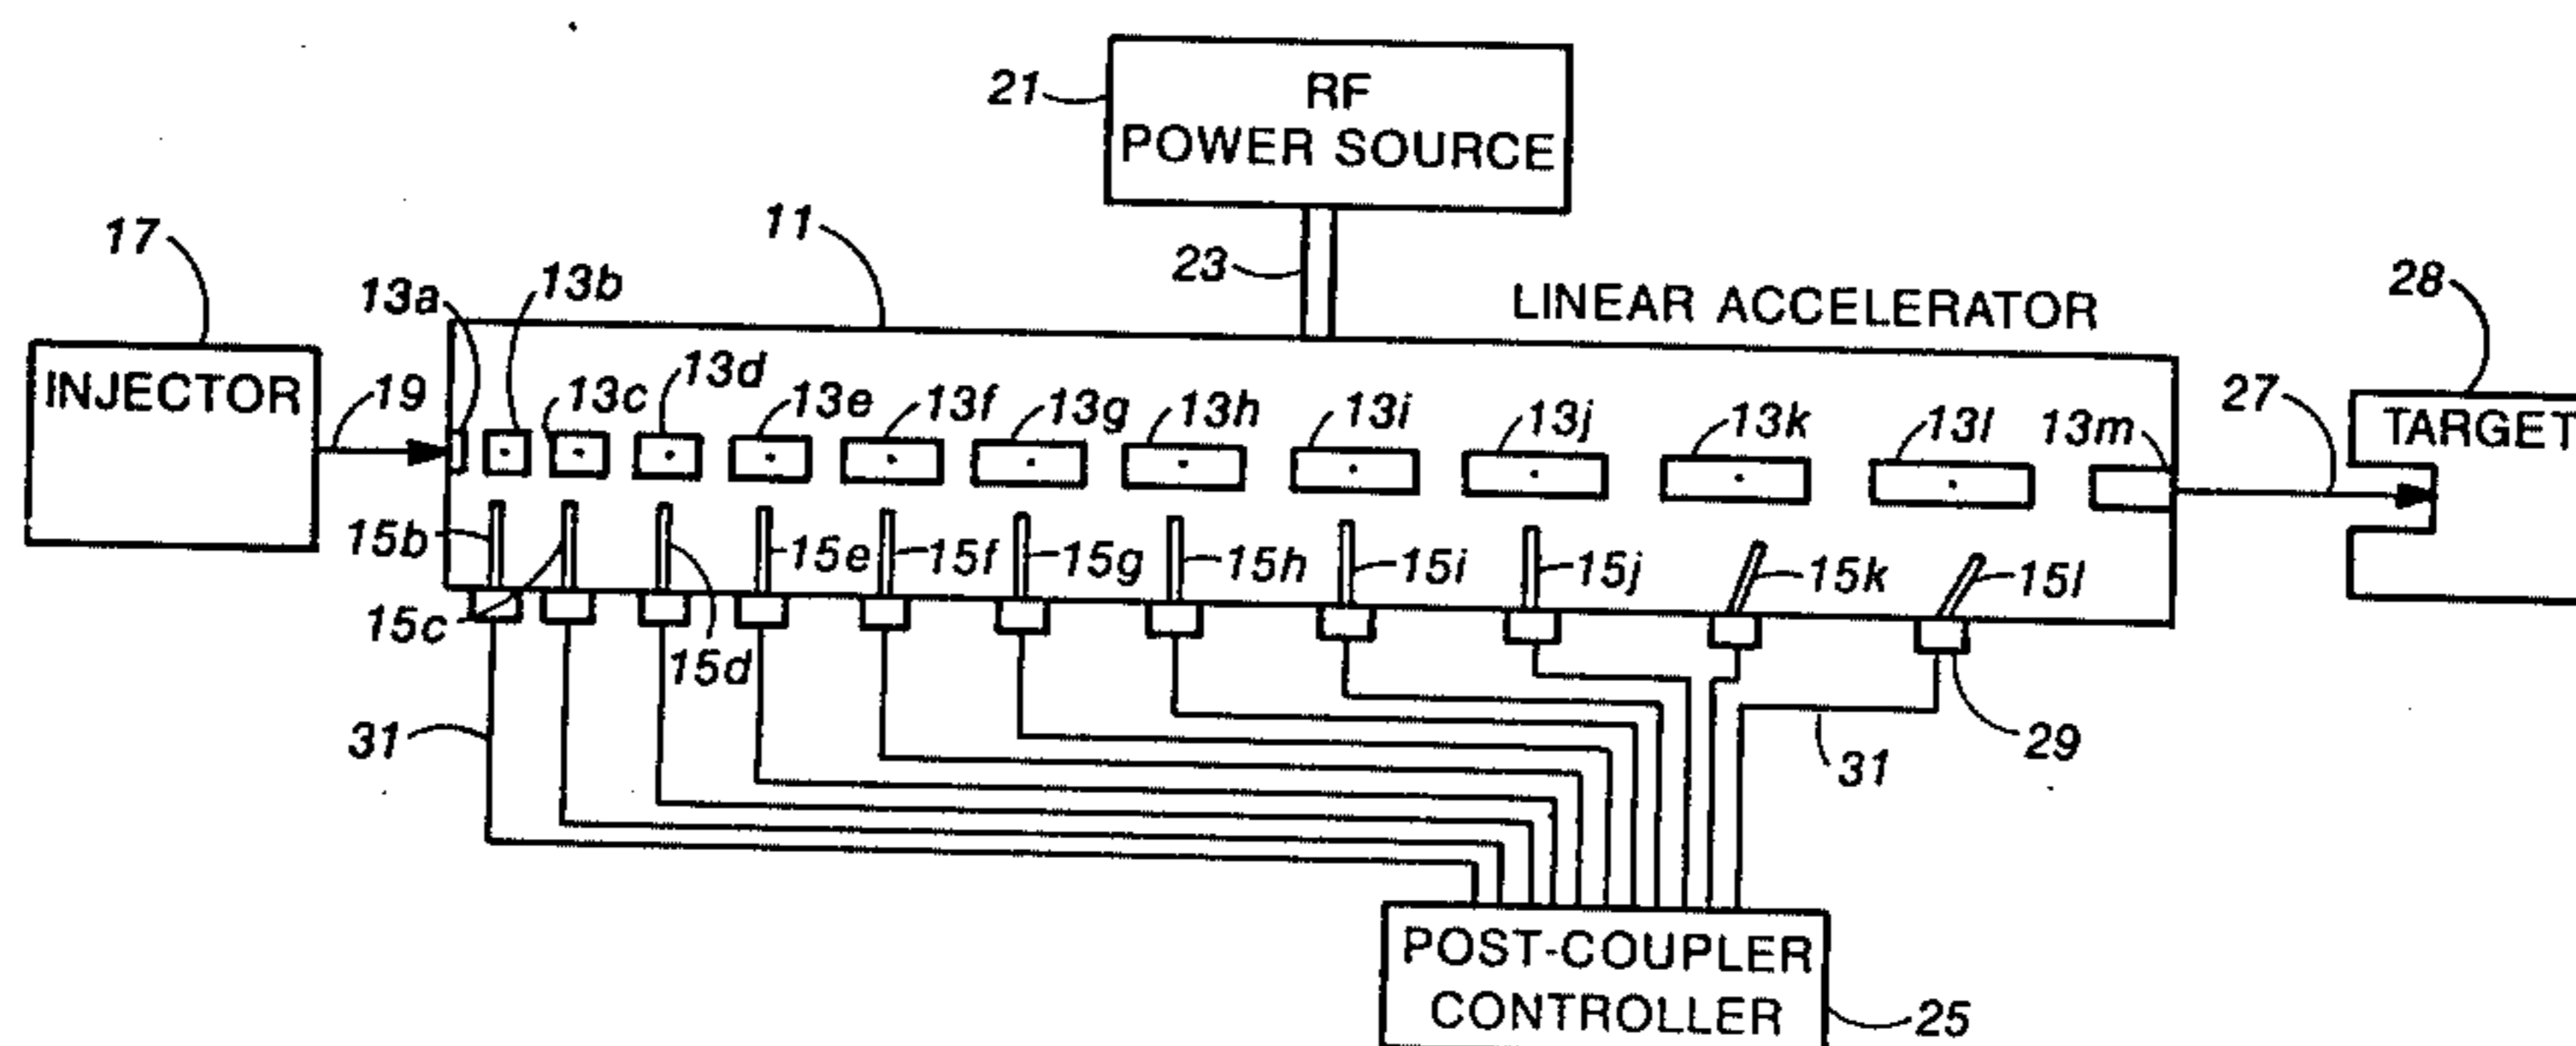 RF
POWER SOURCE
21
11
23
17
LINEAR ACCELERATOR
28
13a
13b
INJECTOR
19
13c
13d
13e
13f
13g
13h
13i
13j
13k
13l
13m
27
TARGET
15b
15c
15d
15e
15f
15g
15h
15i
15j
15k
15l
31
31
29
POST-COUPLER
CONTROLLER
25